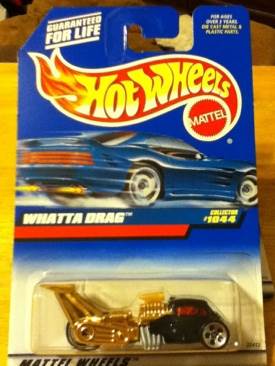 GUARANTEED
FOR LIFE
FOR AGES
OVER 3 YEARS.
DIE CAST METAL &
PLASTIC PARTS.
HOT WHEELS
MATTEL
WHATTA DRAG™
COLLECTOR
#1044
MATTEL WHEELS